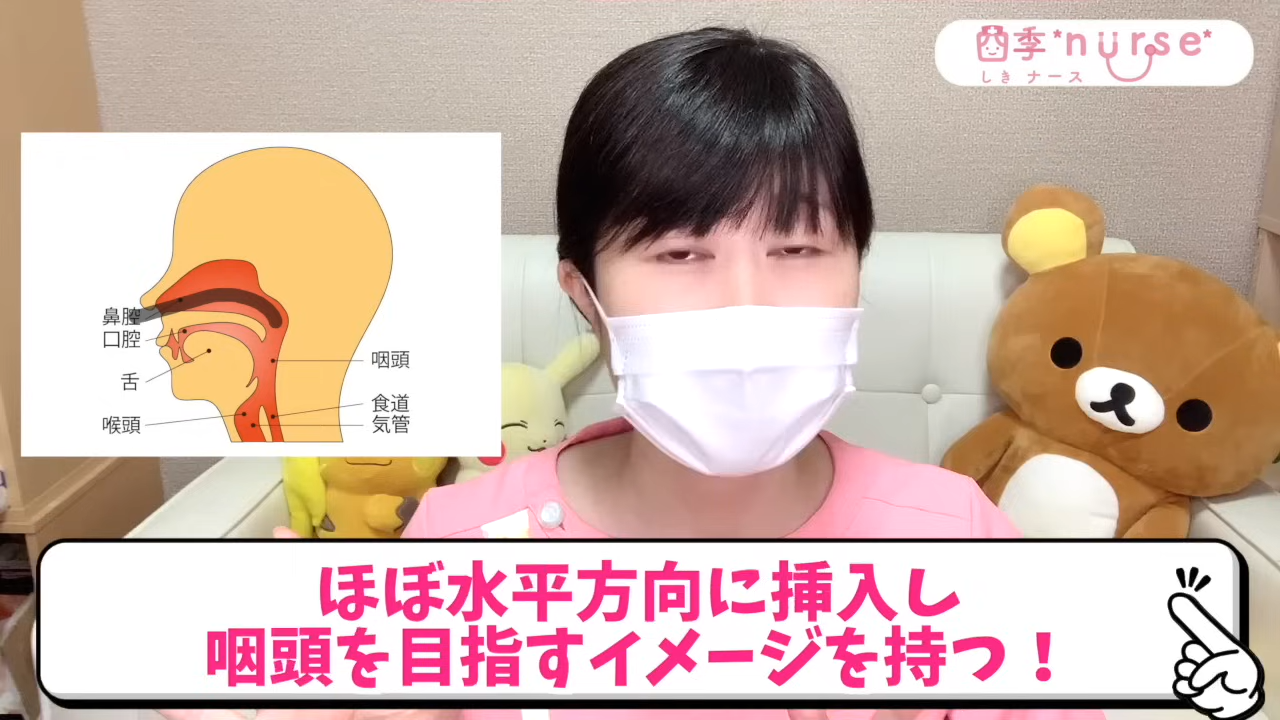 四季*nurse*
しき ナース
鼻腔
口腔
舌
喉頭
咽頭
食道
気管
ほぼ水平方向に挿入し
咽頭を目指すイメージを持つ！